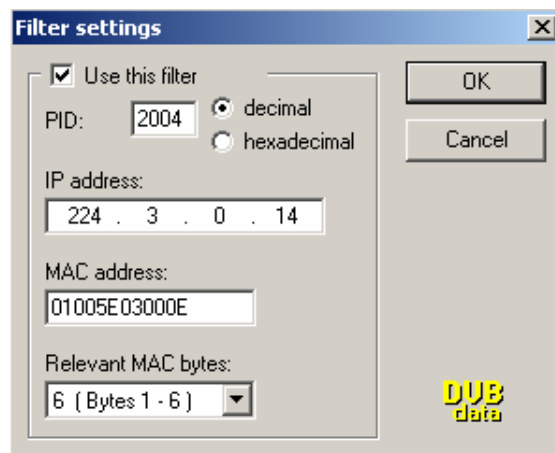 Filter settings
Use this filter
OK
PID: 2004 decimal
hexadecimal
Cancel
IP address:
224 . 3 . 0 . 14
MAC address:
01005E03000E
Relevant MAC bytes:
6 ( Bytes 1 - 6 )
DVB
data